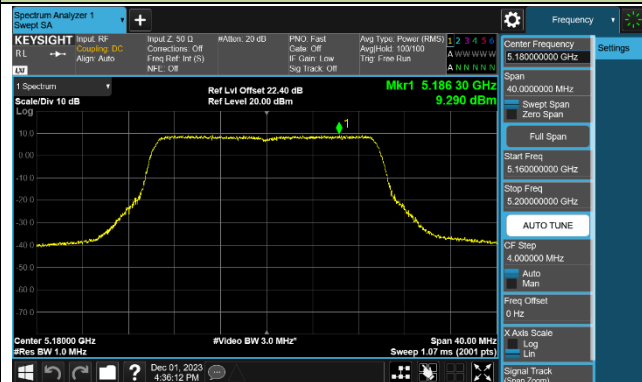 Spectrum Analyzer 1
Swept SA
+
Frequency
KEYSIGHT
RL
LXI
Input: RF
Coupling: DC
Align: Auto
Input Z: 50 Ω
Corrections: Off
Freq Ref: Int (S)
NFE: Off
#Atten: 20 dB
PNO: Fast
Gate: Off
IF Gain: Low
Sig Track: Off
Avg Type: Power (RMS)
Avg|Hold: 100/100
Trig: Free Run
1 2 3 4 5 6
A W W W W W
A N N N N N
1 Spectrum
Scale/Div 10 dB
Log
Ref Lvl Offset 22.40 dB
Ref Level 20.00 dBm
Mkr1 5.186 30 GHz
9.290 dBm
1
10.0
0.00
-10.0
-20.0
-30.0
-40.0
-50.0
-60.0
-70.0
Center 5.18000 GHz
#Res BW 1.0 MHz
#Video BW 3.0 MHz*
Span 40.00 MHz
Sweep 1.07 ms (2001 pts)
Center Frequency
5.180000000 GHz
Span
40.0000000 MHz
Swept Span
Zero Span
Full Span
Start Freq
5.160000000 GHz
Stop Freq
5.200000000 GHz
AUTO TUNE
CF Step
4.000000 MHz
Auto
Man
Freq Offset
0 Hz
X Axis Scale
Log
Lin
Signal Track
(Span Zoom)
Settings
?
Dec 01, 2023
4:36:12 PM